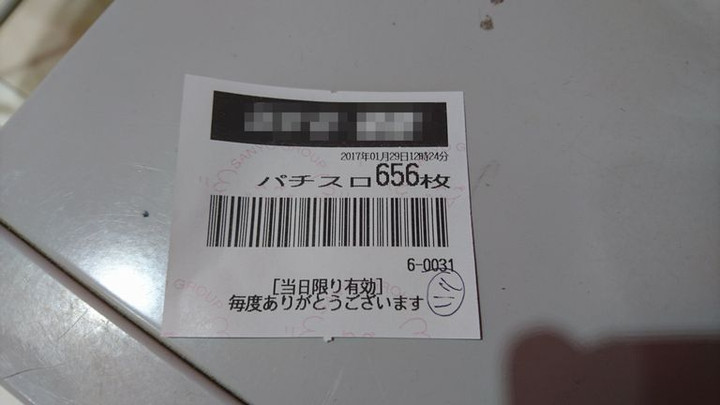 2017年01月29日12時24分
パチスロ656枚
6-0031
[当日限り有効]
毎度ありがとうございます